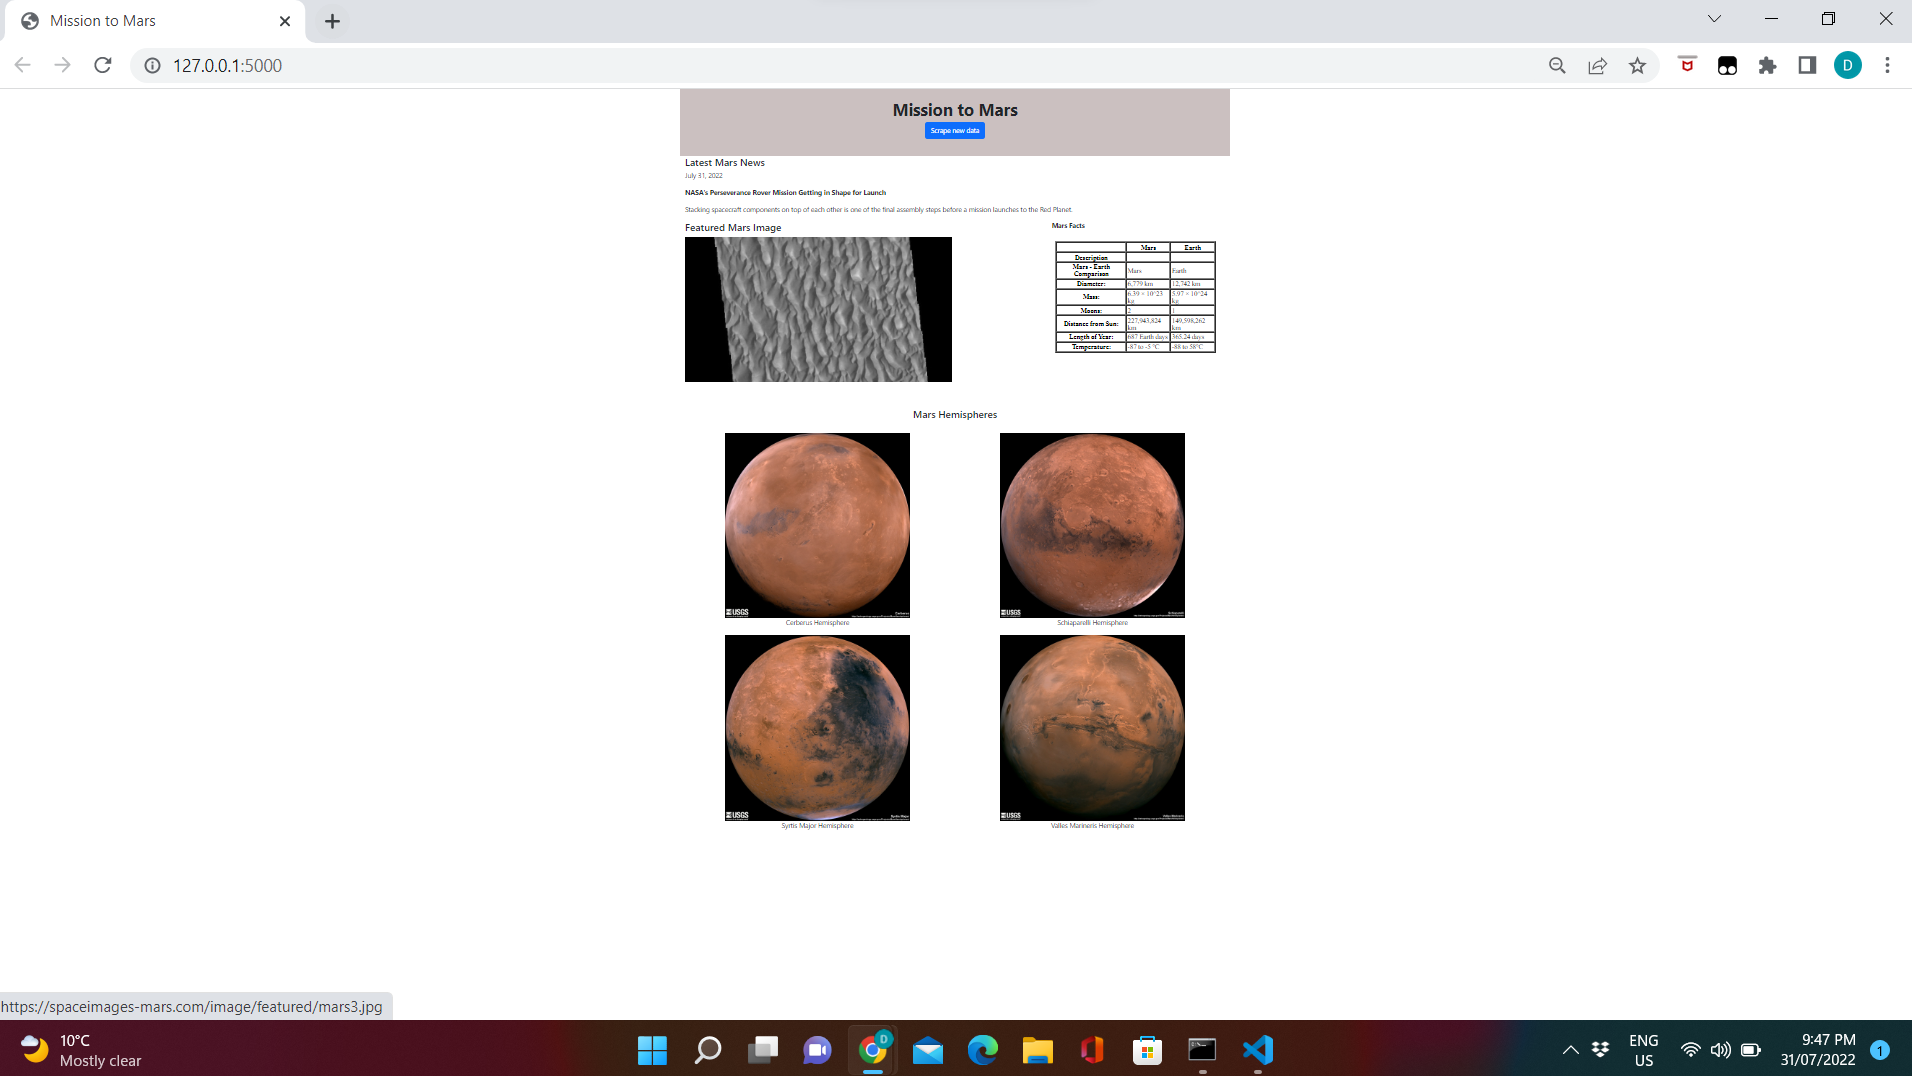 Mission to Mars
127.0.0.1:5000
D
Mission to Mars
Scrape new data
Latest Mars News
July 31, 2022
NASA's Perseverance Rover Mission Getting in Shape for Launch
Stacking spacecraft components on top of each other is one of the final assembly steps before a mission launches to the Red Planet.
Featured Mars Image
Mars Facts
Mars Earth
Description
Mars - Earth Comparison Mars Earth
Diameter: 6,779 km 12,742 km
Mass: 6.39 × 10^23 kg 5.97 × 10^24 kg
Moons: 2 1
Distance from Sun: 227,943,824 km 149,598,262 km
Length of Year: 687 Earth days 365.24 days
Temperature: -87 to -5 °C -88 to 58°C
Mars Hemispheres
USGS
USGS
Cerberus Hemisphere
Schiaparelli Hemisphere
USGS
USGS
Syrtis Major Hemisphere
Valles Marineris Hemisphere
https://spaceimages-mars.com/image/featured/mars3.jpg
10°C
Mostly clear
D
ENG
US
9:47 PM
31/07/2022
1